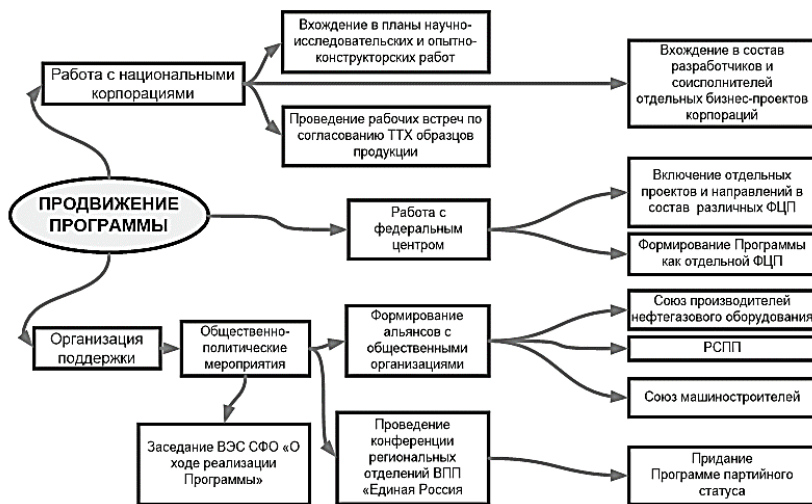 Вхождение в планы научно-
исследовательских и опытно-
конструкторских работ
Работа с национальными
корпорациями
Вхождение в состав
разработчиков и
соисполнителей
отдельных бизнес-проектов
корпораций
Проведение рабочих встреч по
согласованию ТТХ образцов
продукции
ПРОДВИЖЕНИЕ
ПРОГРАММЫ
Работа с
федеральным
центром
Включение отдельных
проектов и направлений в
состав различных ФЦП
Формирование Программы
как отдельной ФЦП
Организация
поддержки
Общественно-
политические
мероприятия
Формирование
альянсов с
общественными
организациями
Союз производителей
нефтегазового оборудования
РСПП
Союз машиностроителей
Заседание ВЭС СФО «О
ходе реализации
Программы»
Проведение
конференции
региональных
отделений ВПП
«Единая Россия
Придание
Программе партийного
статуса